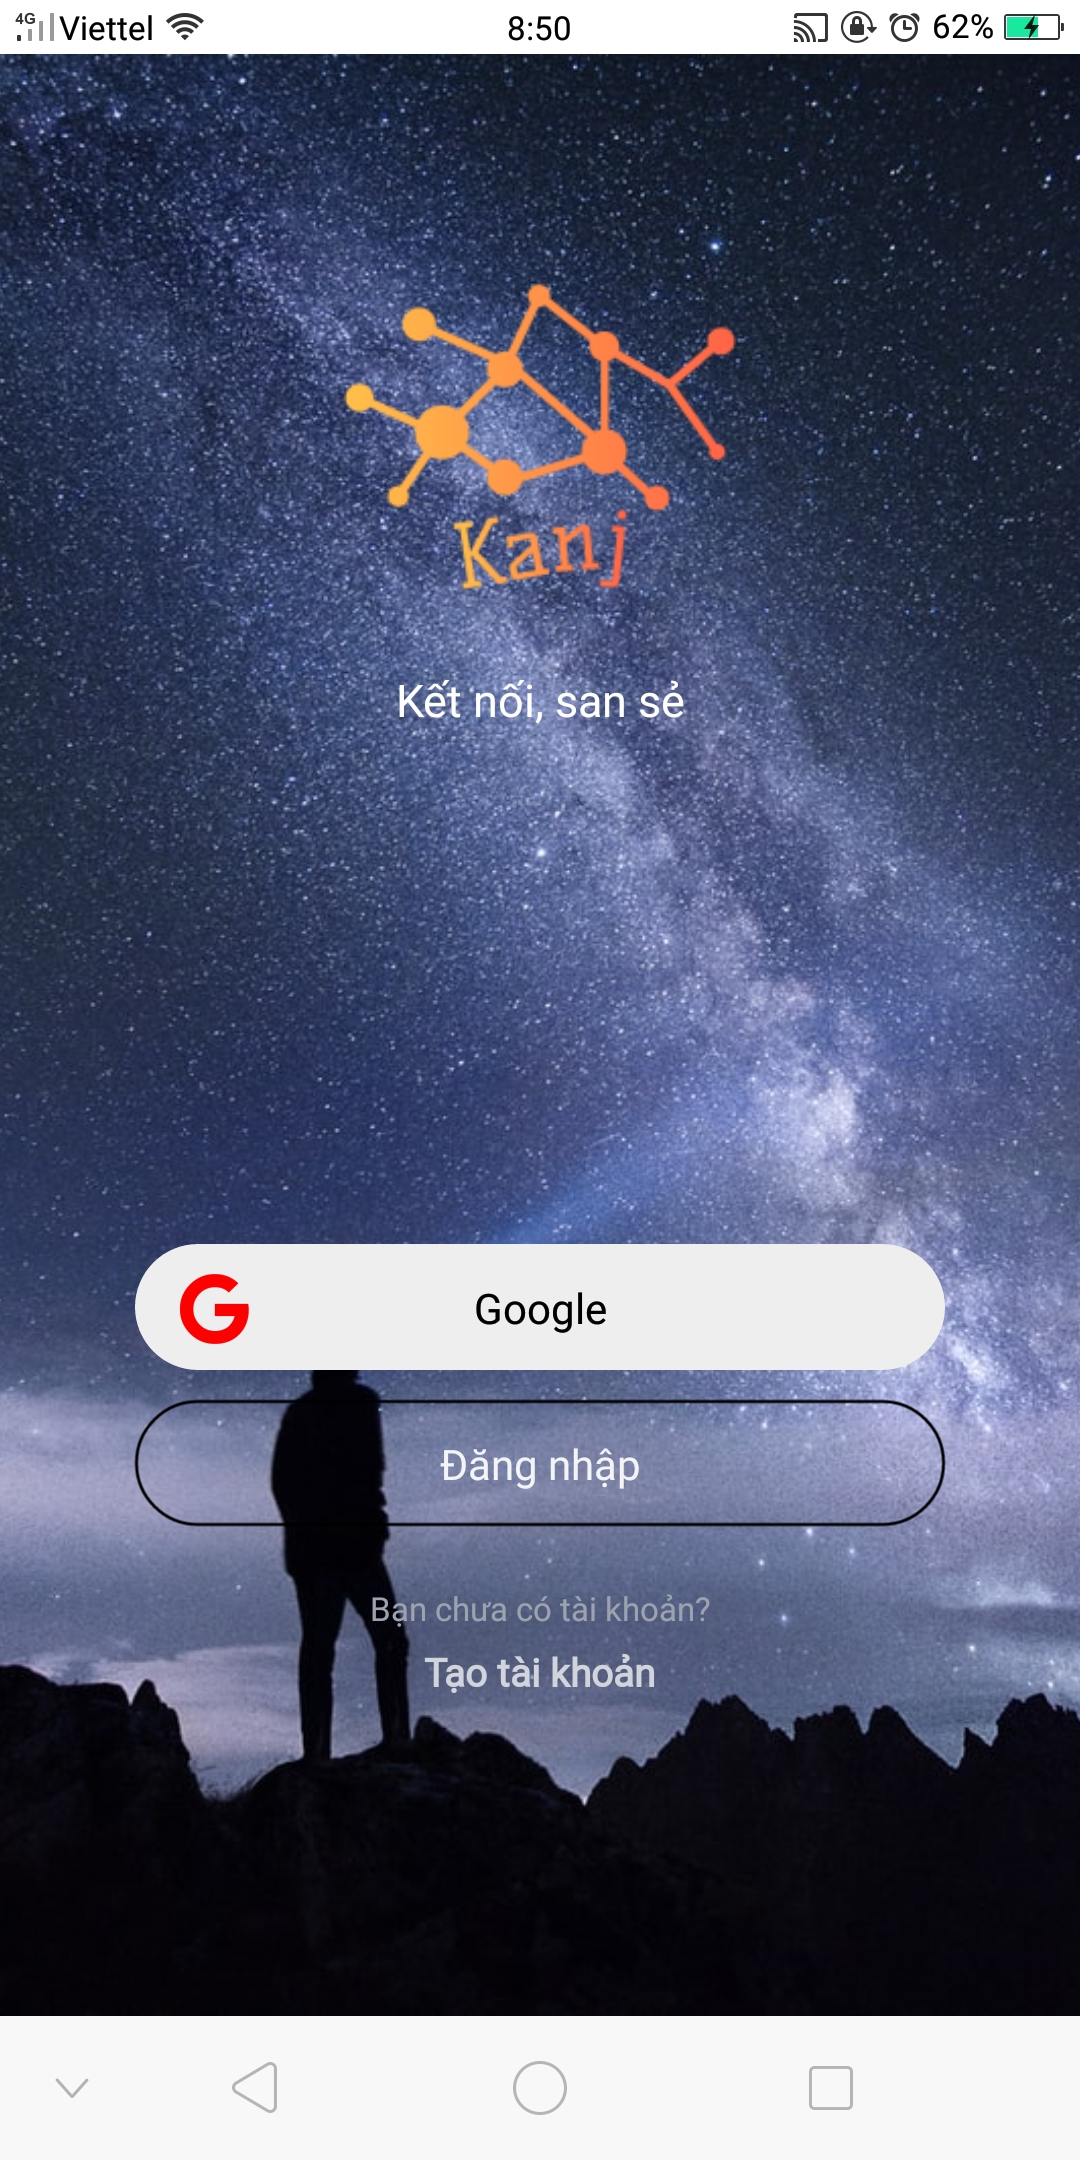 4G Viettel 8:50 62%
Kanj
Kết nối, san sẻ
Google
Đăng nhập
Bạn chưa có tài khoản?
Tạo tài khoản